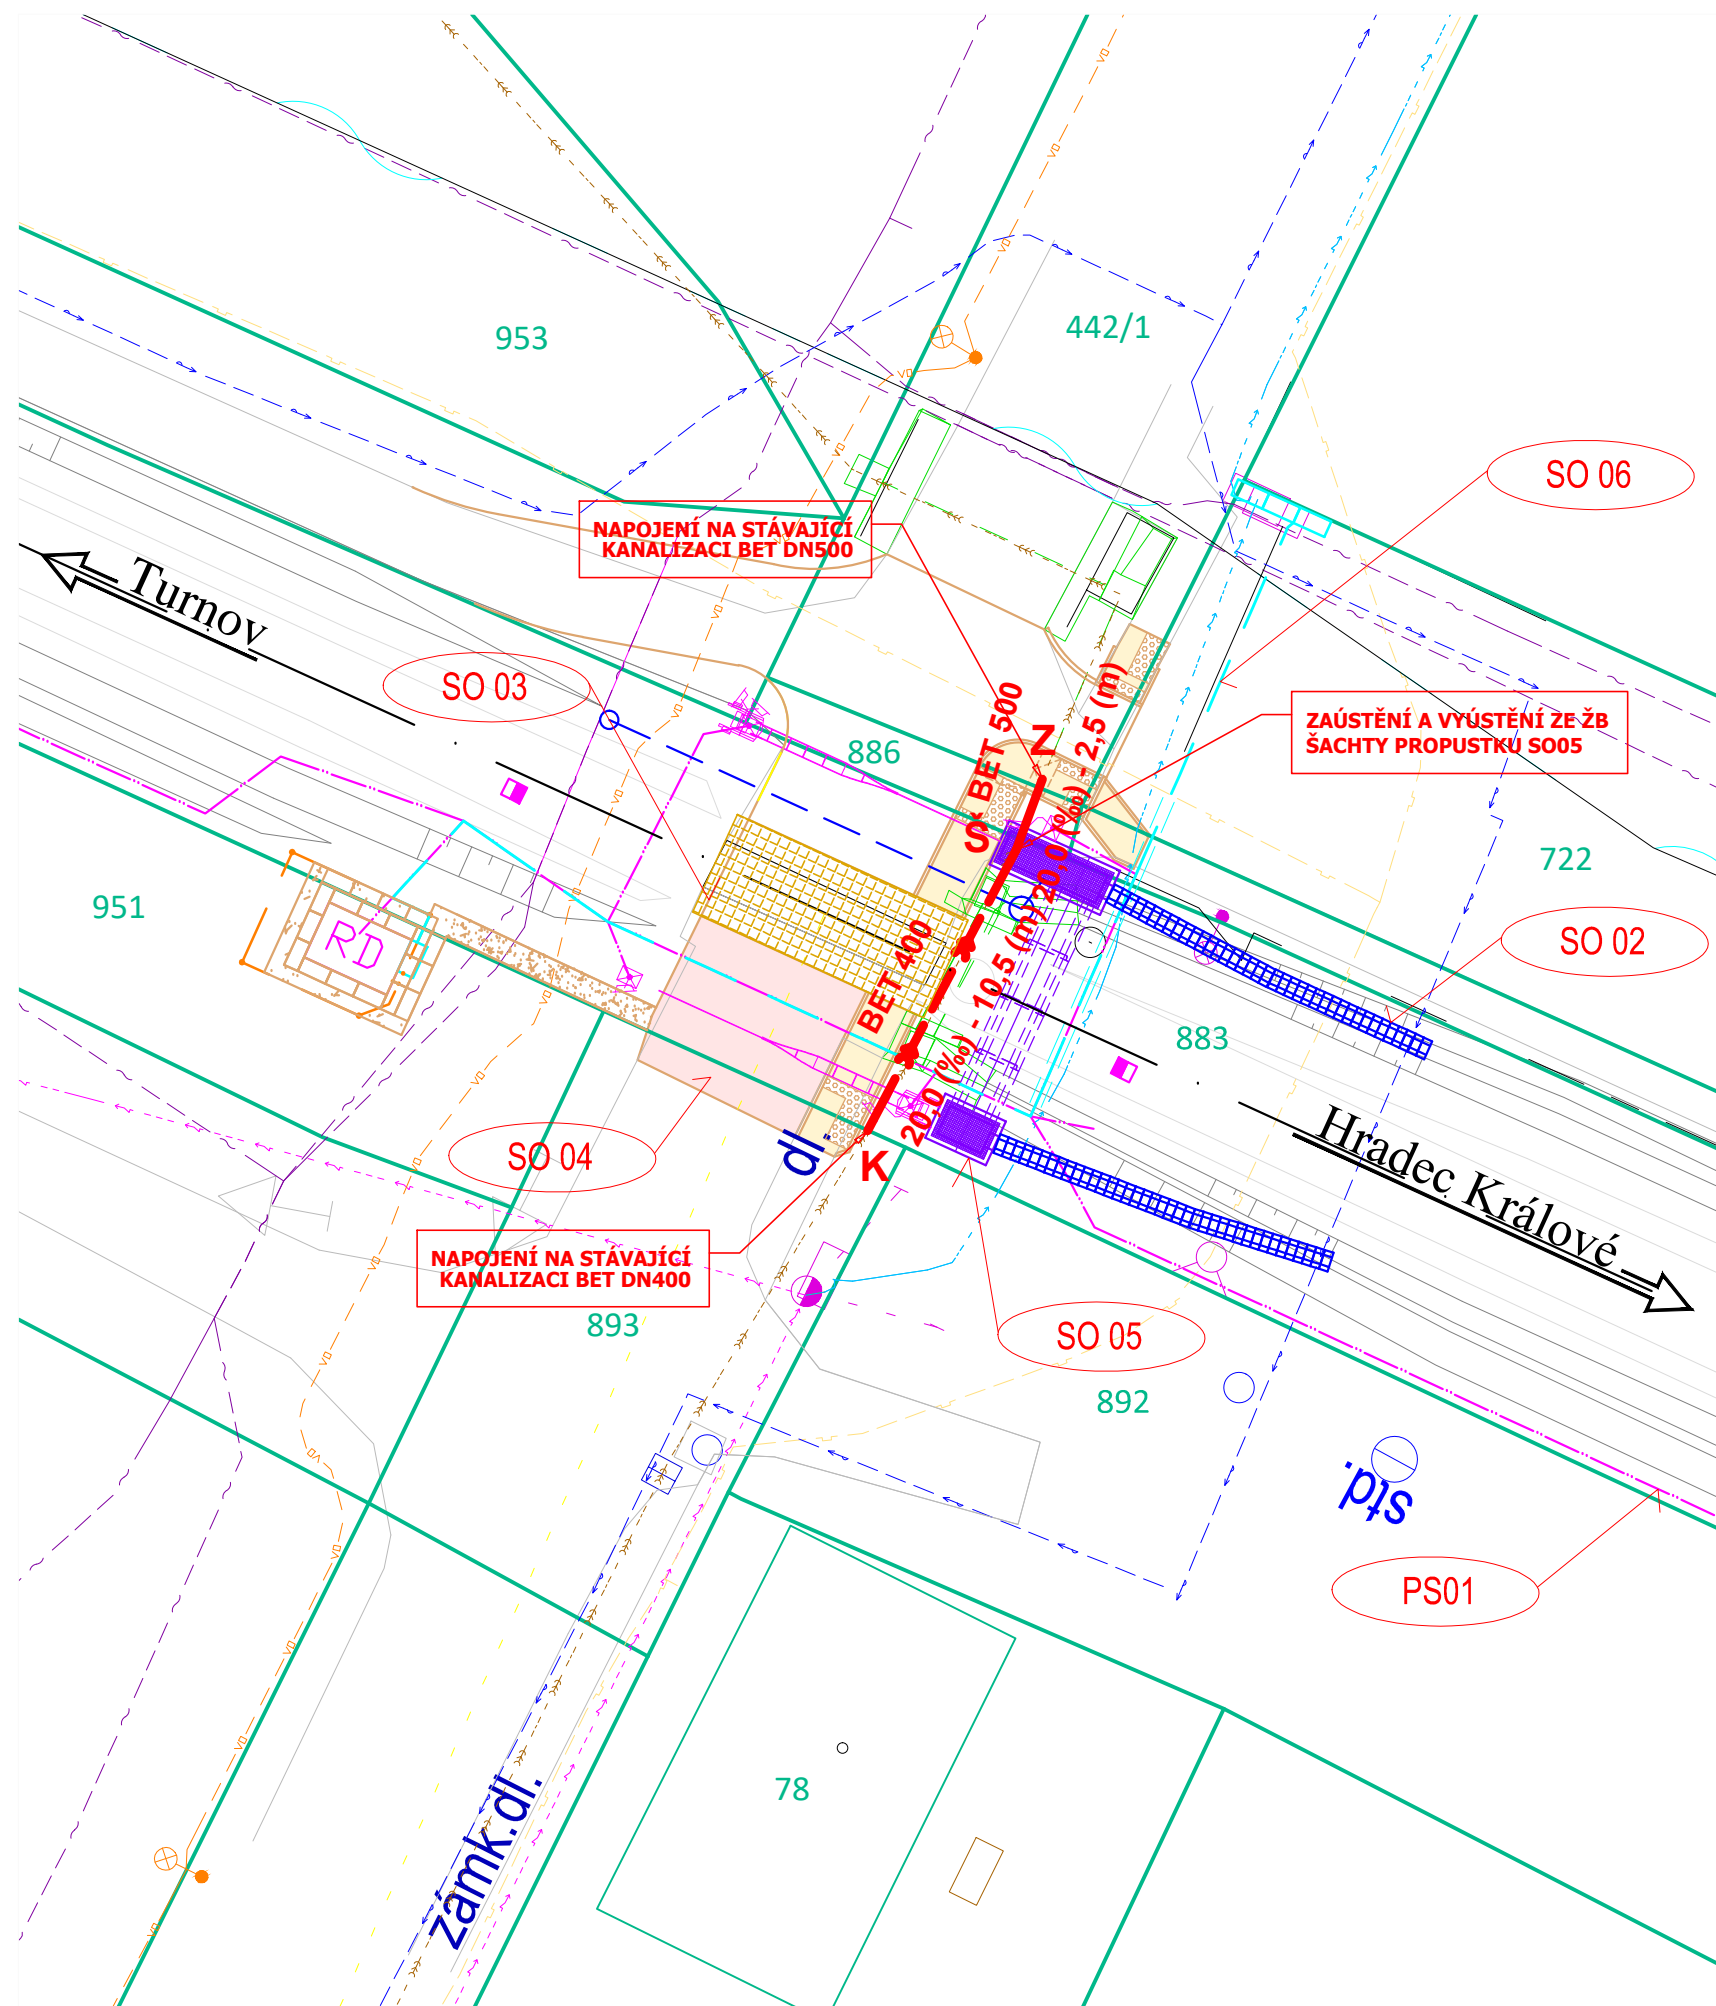 953
442/1
SO 06
NAPOJENÍ NA STÁVAJÍCÍ
KANALIZACI BET DN500
Turnov
SO 03
ZAÚSTĚNÍ A VYÚSTĚNÍ ZE ŽB
ŠACHTY PROPUSTKU SO05
Z
886
BET 500
Š
20,0 (‰) - 2,5 (m)
722
951
RD
BET 400
20,0 (‰) - 10,5 (m)
SO 02
883
SO 04
dl.
K
Hradec Králové
NAPOJENÍ NA STÁVAJÍCÍ
KANALIZACI BET DN400
893
SO 05
892
std.
PS01
78
zámk.dl.